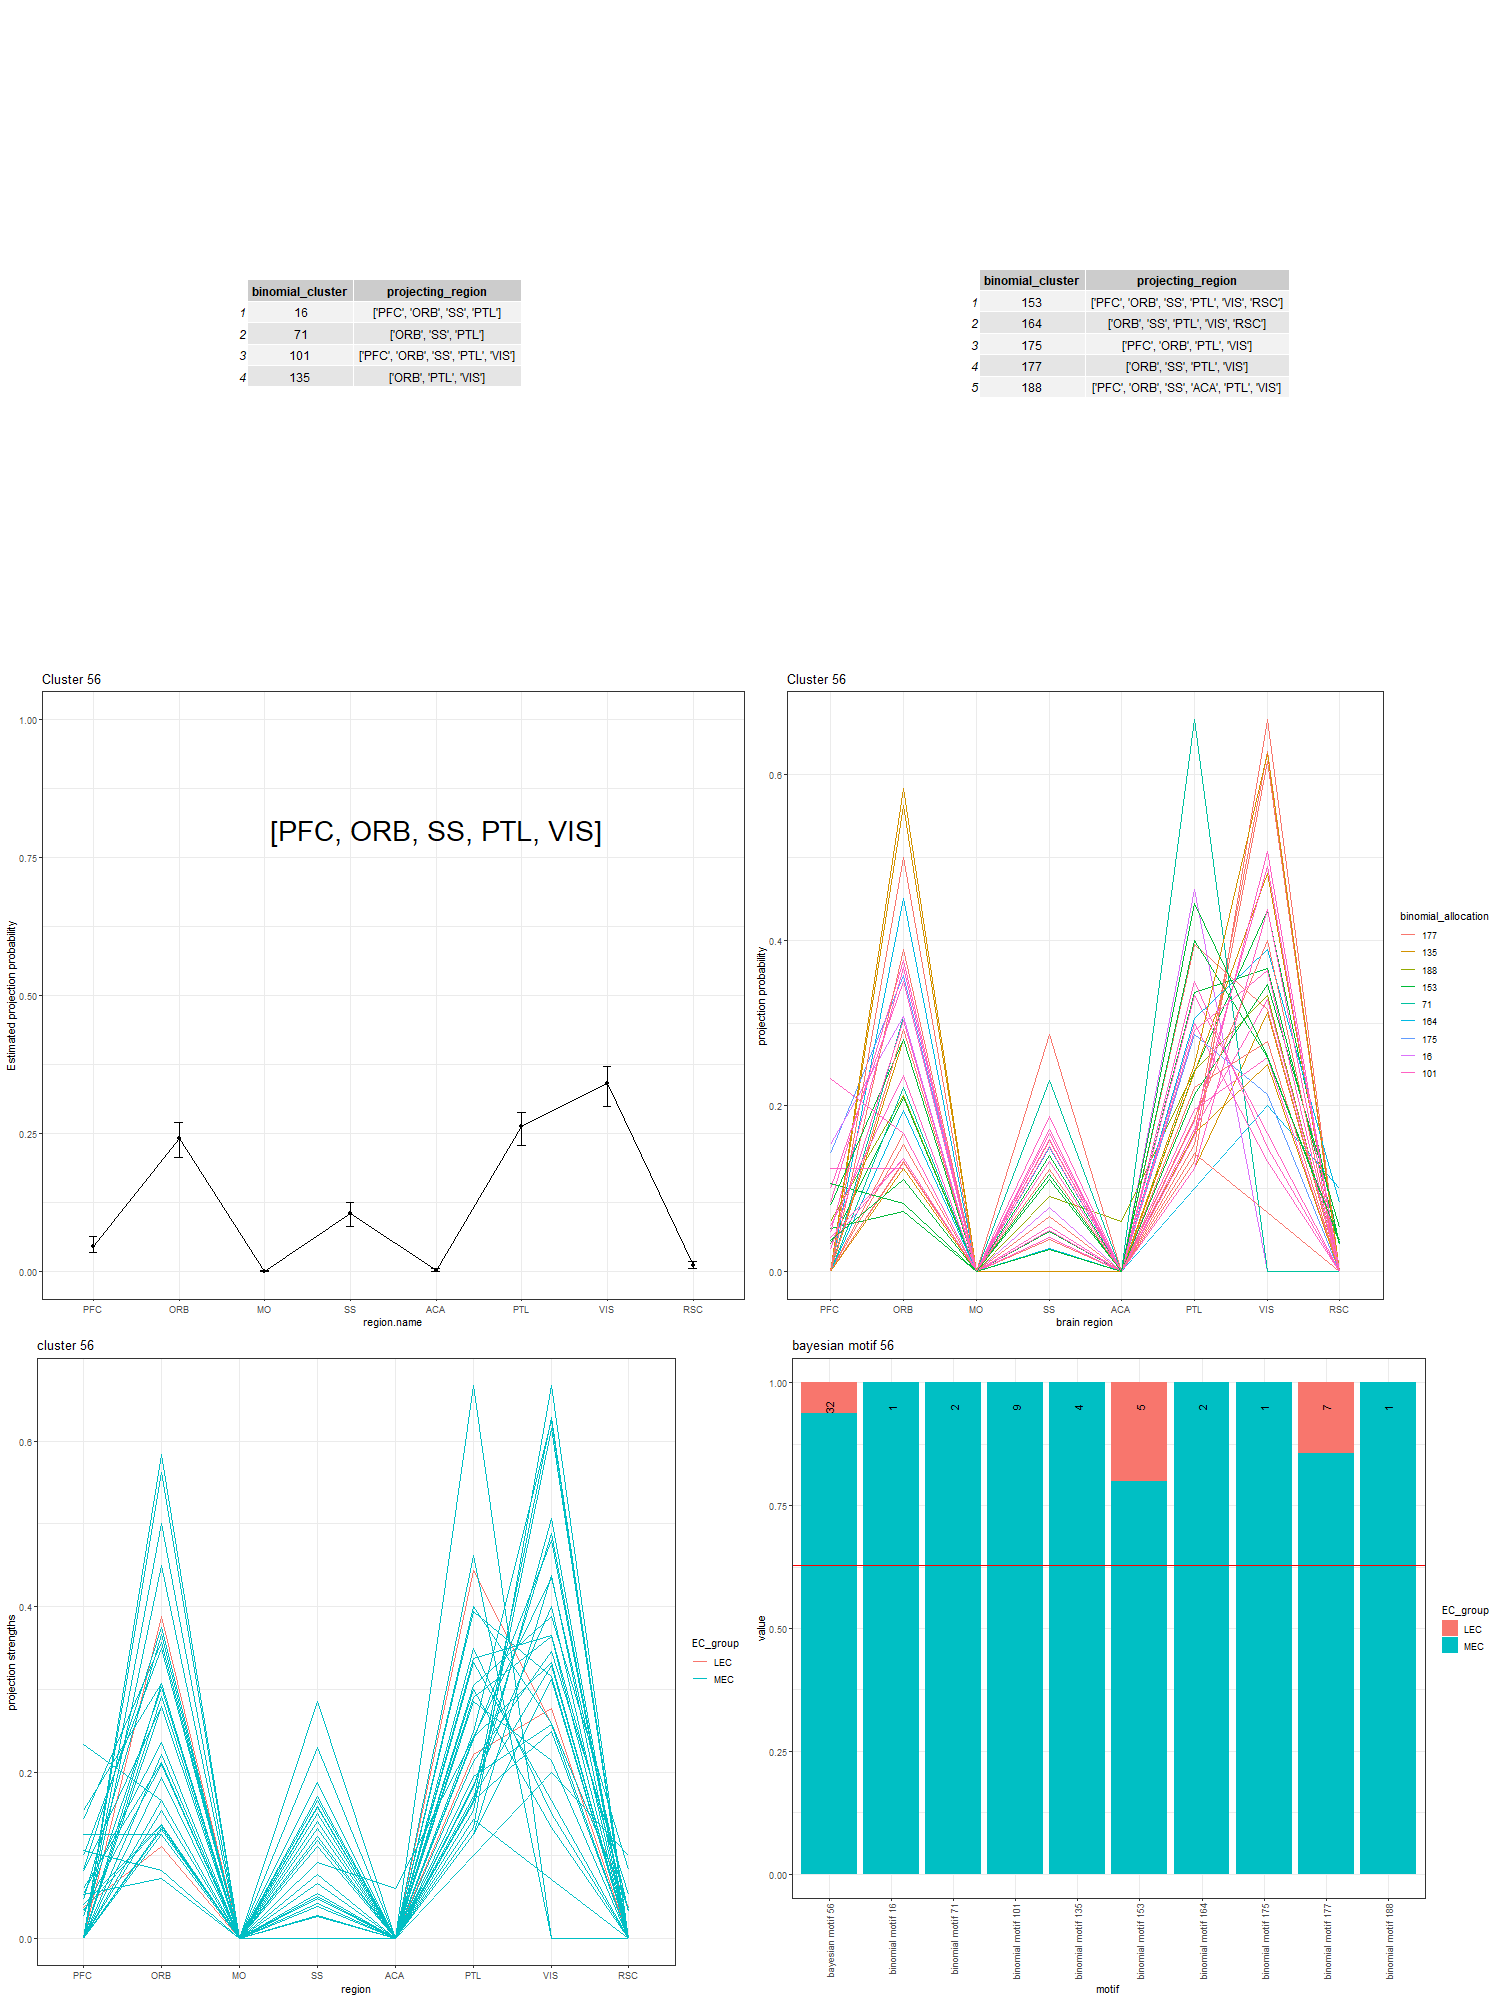 binomial_cluster projecting_region
1 16 ['PFC', 'ORB', 'SS', 'PTL']
2 71 ['ORB', 'SS', 'PTL']
3 101 ['PFC', 'ORB', 'SS', 'PTL', 'VIS']
4 135 ['ORB', 'PTL', 'VIS']
binomial_cluster projecting_region
1 153 ['PFC', 'ORB', 'SS', 'PTL', 'VIS', 'RSC']
2 164 ['ORB', 'SS', 'PTL', 'VIS', 'RSC']
3 175 ['PFC', 'ORB', 'PTL', 'VIS']
4 177 ['ORB', 'SS', 'PTL', 'VIS']
5 188 ['PFC', 'ORB', 'SS', 'ACA', 'PTL', 'VIS']
Cluster 56
Estimated projection probability
1.00
0.75
0.50
0.25
0.00
[PFC, ORB, SS, PTL, VIS]
PFC ORB MO SS ACA PTL VIS RSC
region.name
Cluster 56
projection probability
0.6
0.4
0.2
0.0
PFC ORB MO SS ACA PTL VIS RSC
brain region
binomial_allocation
177
135
188
153
71
164
175
16
101
cluster 56
projection strengths
0.6
0.4
0.2
0.0
PFC ORB MO SS ACA PTL VIS RSC
region
EC_group
LEC
MEC
bayesian motif 56
value
1.00
0.75
0.50
0.25
0.00
32 1 2 9 4 5 2 1 7 1
bayesian motif 56
binomial motif 16
binomial motif 71
binomial motif 101
binomial motif 135
binomial motif 153
binomial motif 164
binomial motif 175
binomial motif 177
binomial motif 188
motif
EC_group
LEC
MEC